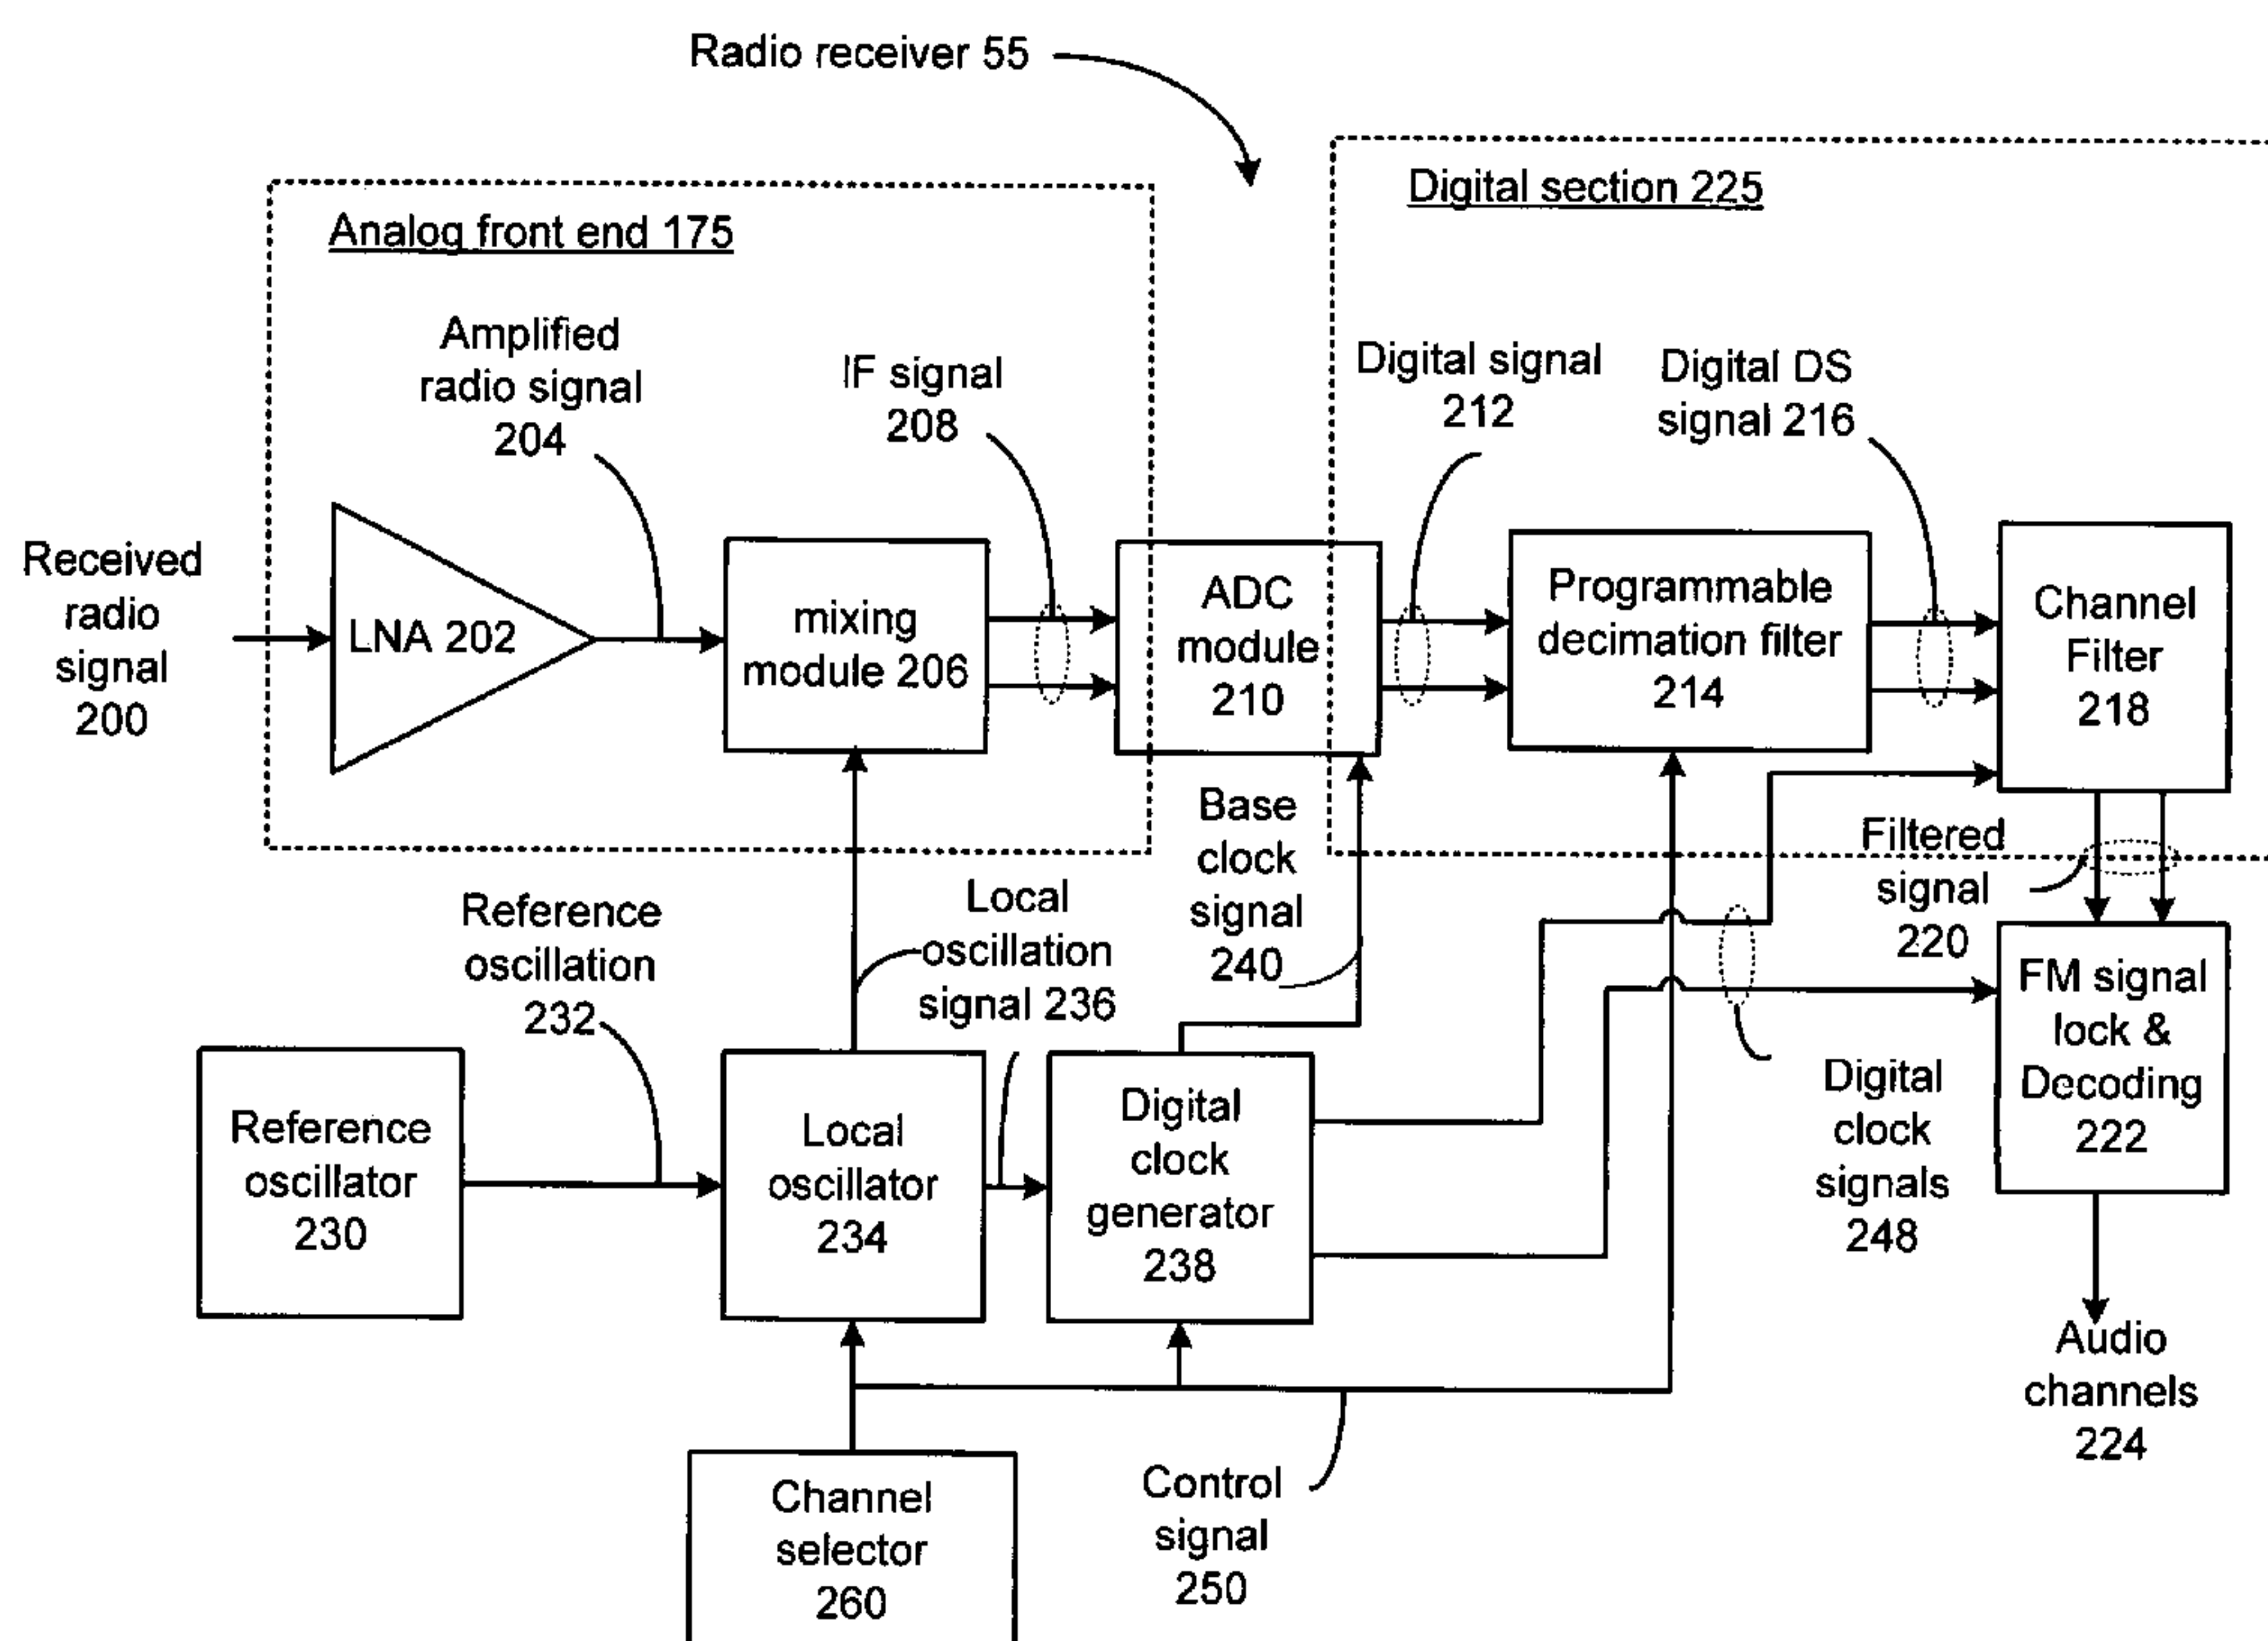 Radio receiver 55
Analog front end 175
Digital section 225
Amplified
radio signal
204
IF signal
208
Digital signal
212
Digital DS
signal 216
Received
radio
signal
200
LNA 202
mixing
module 206
ADC
module
210
Programmable
decimation filter
214
Channel
Filter
218
Base
clock
signal
240
Filtered
signal
220
Reference
oscillation
232
Local
oscillation
signal 236
FM signal
lock &
Decoding
222
Reference
oscillator
230
Local
oscillator
234
Digital
clock
generator
238
Digital
clock
signals
248
Audio
channels
224
Channel
selector
260
Control
signal
250